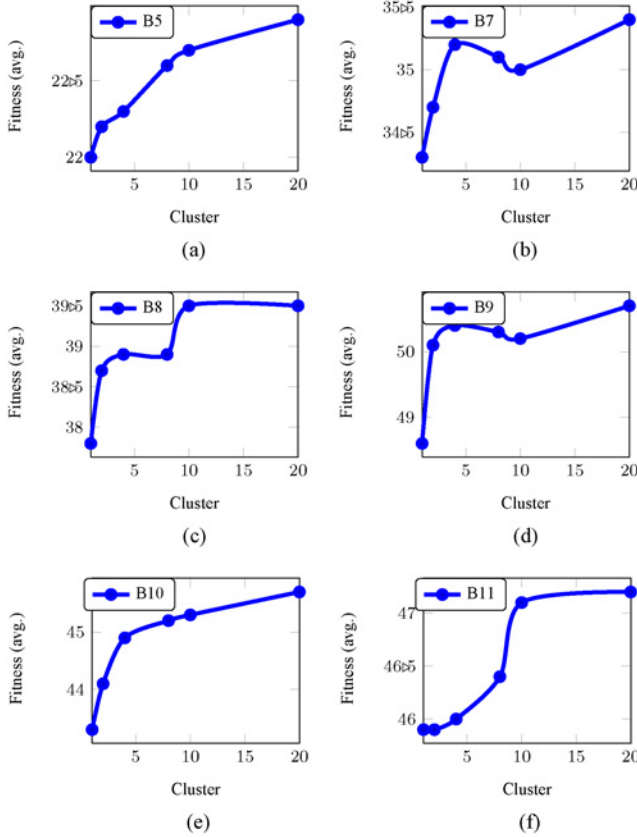 B5
Fitness (avg.)
22▷5
22
5 10 15 20
Cluster
(a)
B7
Fitness (avg.)
35▷5
35
34▷5
5 10 15 20
Cluster
(b)
B8
Fitness (avg.)
39▷5
39
38▷5
38
5 10 15 20
Cluster
(c)
B9
Fitness (avg.)
50
49
5 10 15 20
Cluster
(d)
B10
Fitness (avg.)
45
44
5 10 15 20
Cluster
(e)
B11
Fitness (avg.)
47
46▷5
46
5 10 15 20
Cluster
(f)